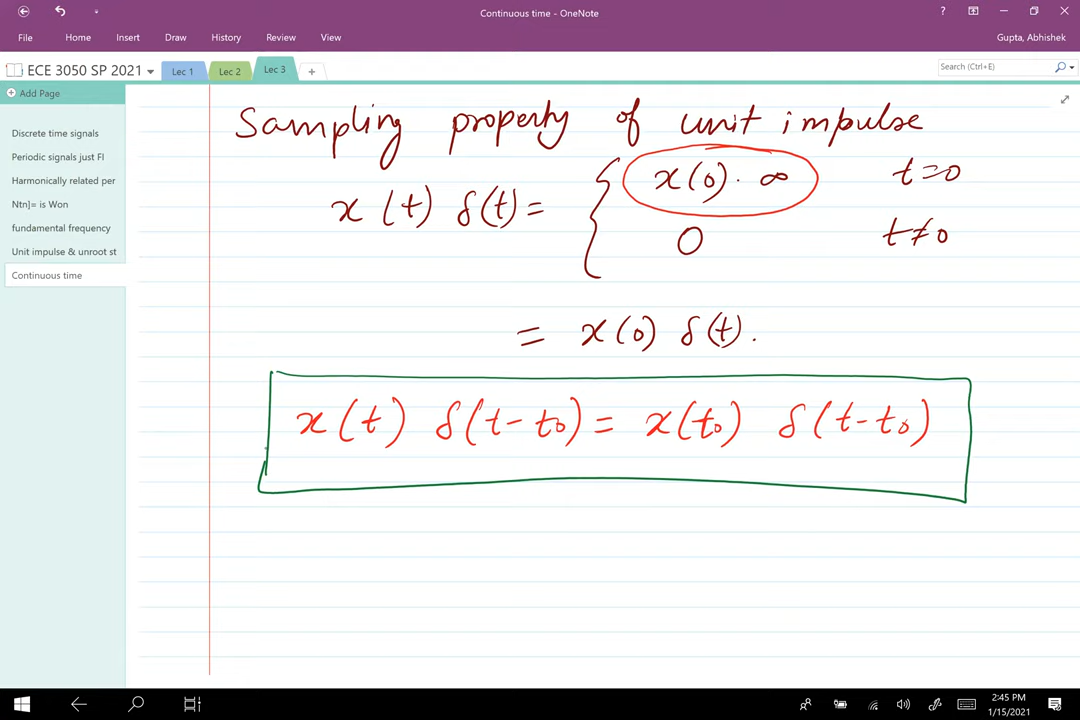 Continuous time - OneNote
?
File Home Insert Draw History Review View
Gupta, Abhishek
ECE 3050 SP 2021
Lec 1 Lec 2 Lec 3 +
Search (Ctrl+E)
Add Page
Discrete time signals
Periodic signals just FI
Harmonically related per
Ntn]= is Won
fundamental frequency
Unit impulse & unroot st
Continuous time
Sampling property of unit impulse
x(t) δ(t) = { x(0) · ∞ t=0
0 t≠0
= x(0) δ(t).
x(t) δ(t-t₀) = x(t₀) δ(t-t₀)
2:45 PM
1/15/2021